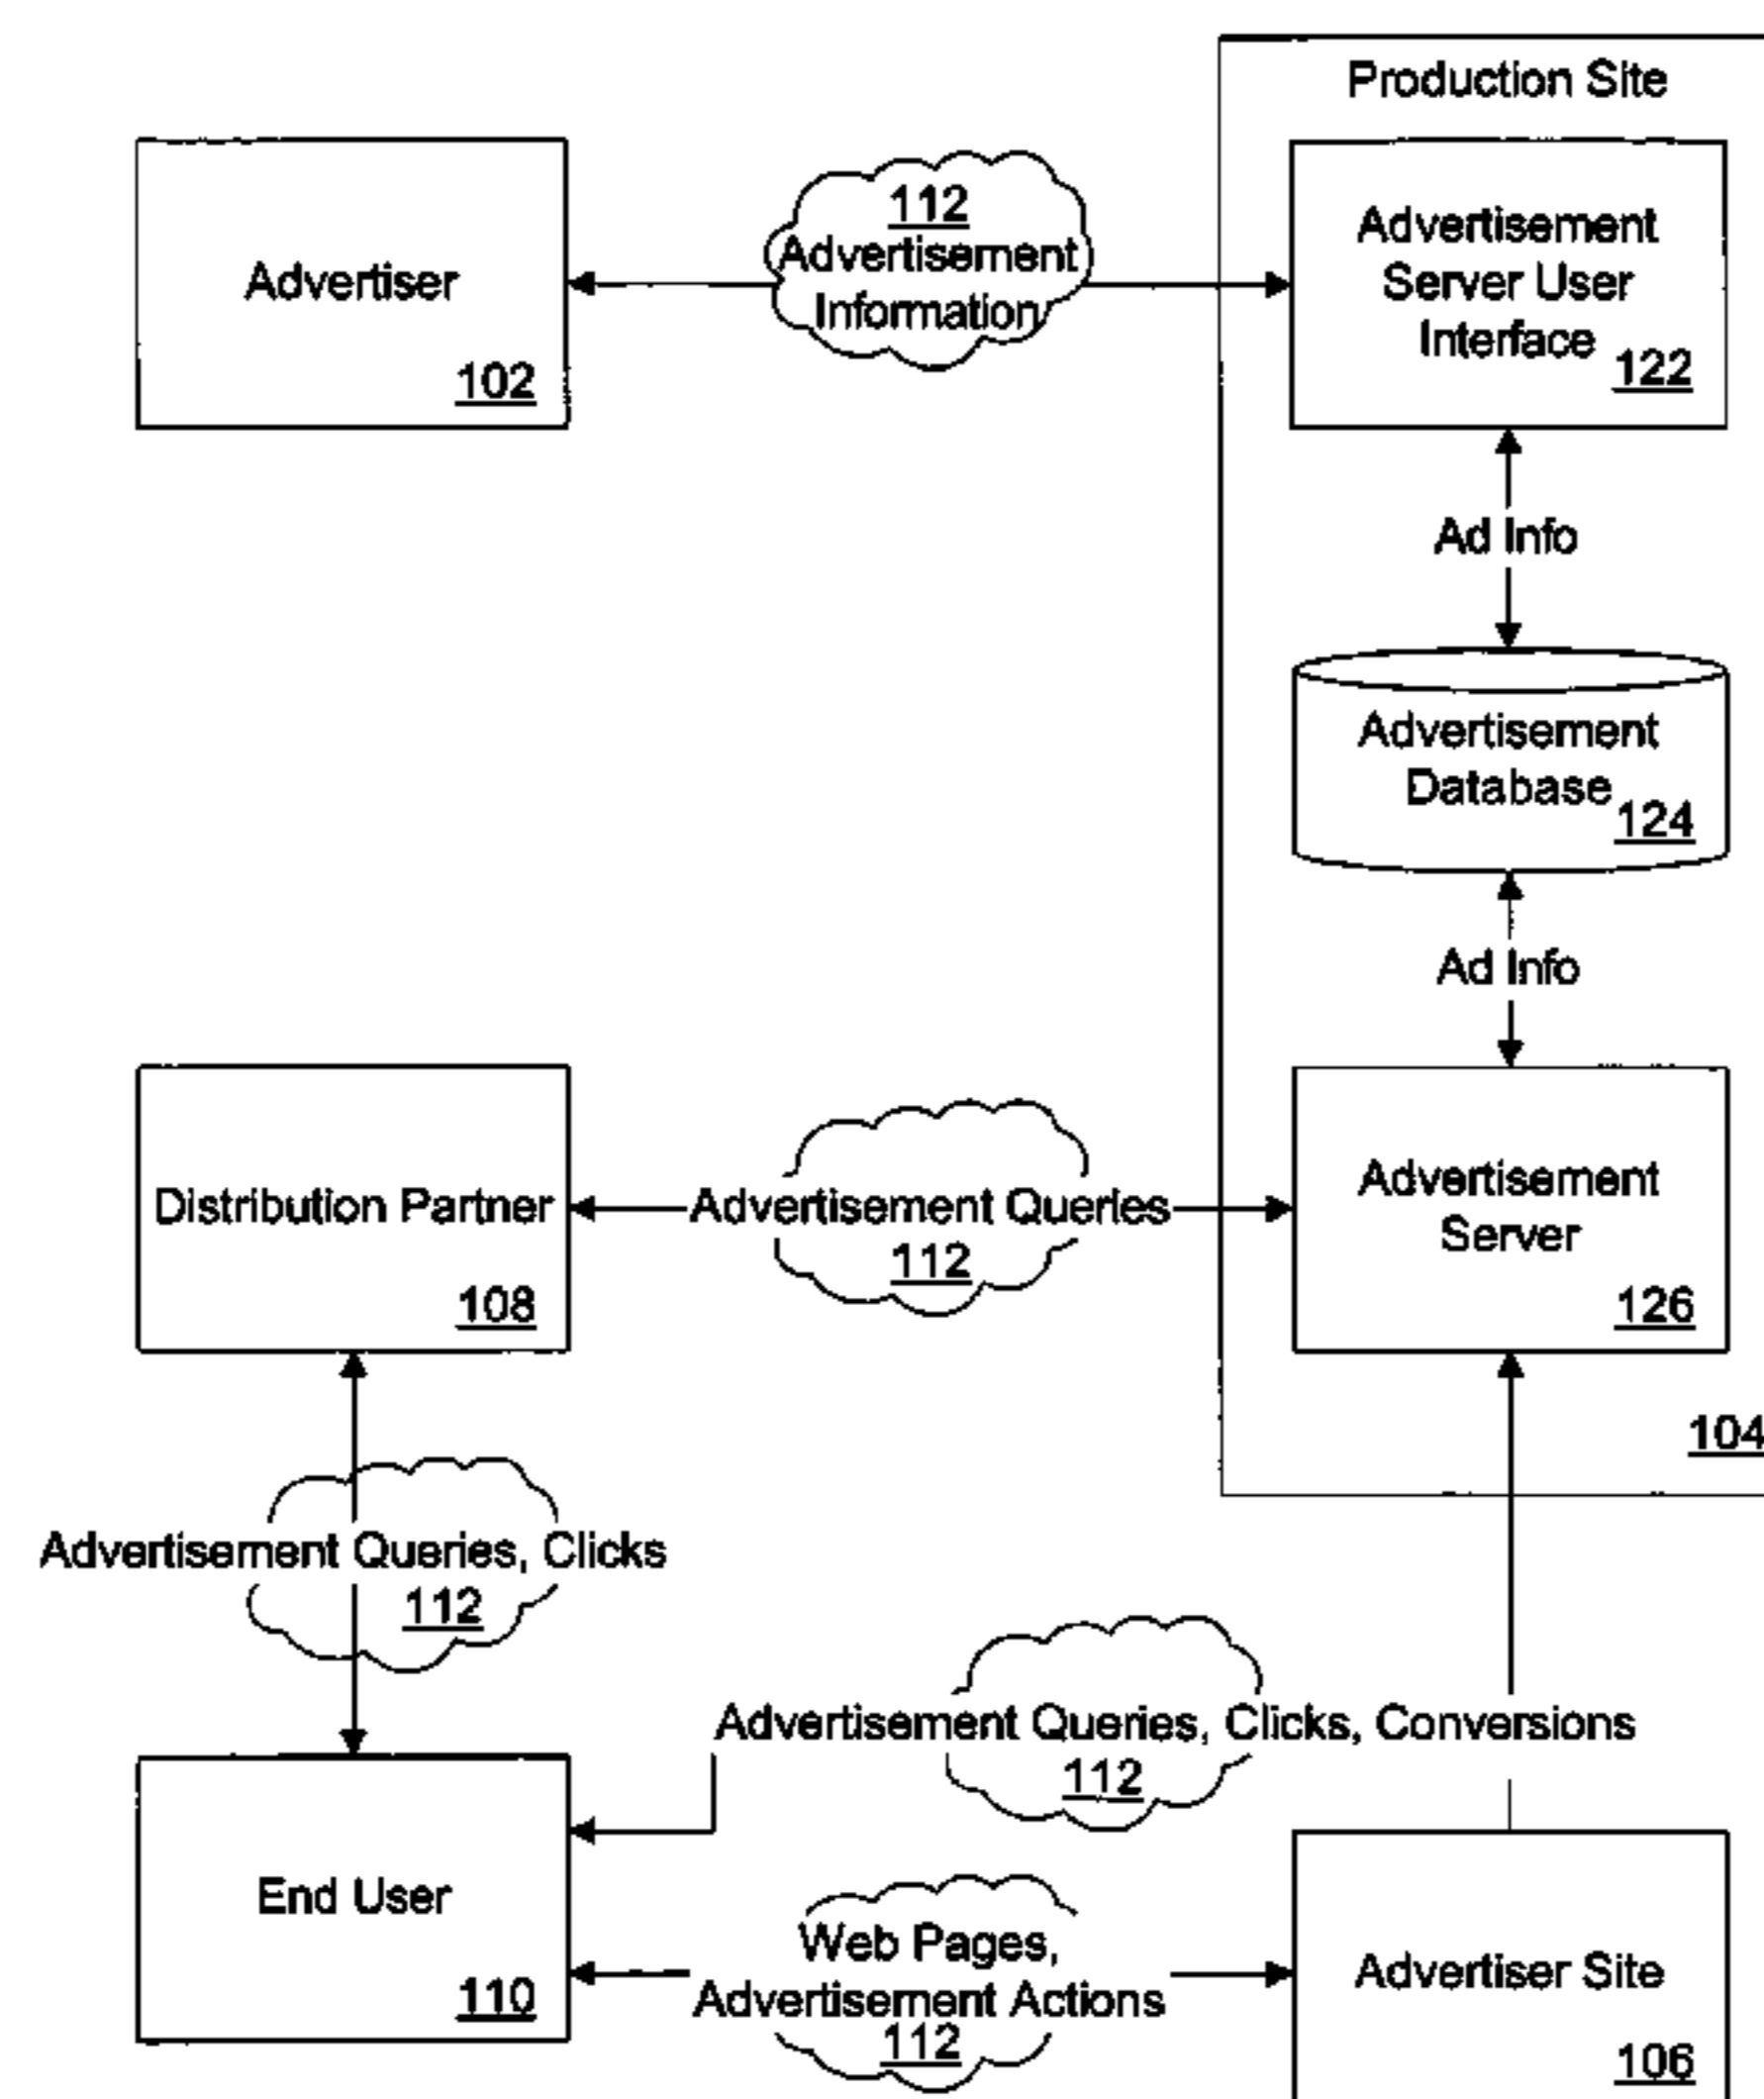 Production Site
Advertiser
102
112
Advertisement
Information
Advertisement
Server User
Interface
122
Ad Info
Advertisement
Database
124
Ad Info
Distribution Partner
108
Advertisement Queries
112
Advertisement
Server
126
104
Advertisement Queries, Clicks
112
Advertisement Queries, Clicks, Conversions
112
End User
110
Web Pages,
Advertisement Actions
112
Advertiser Site
106